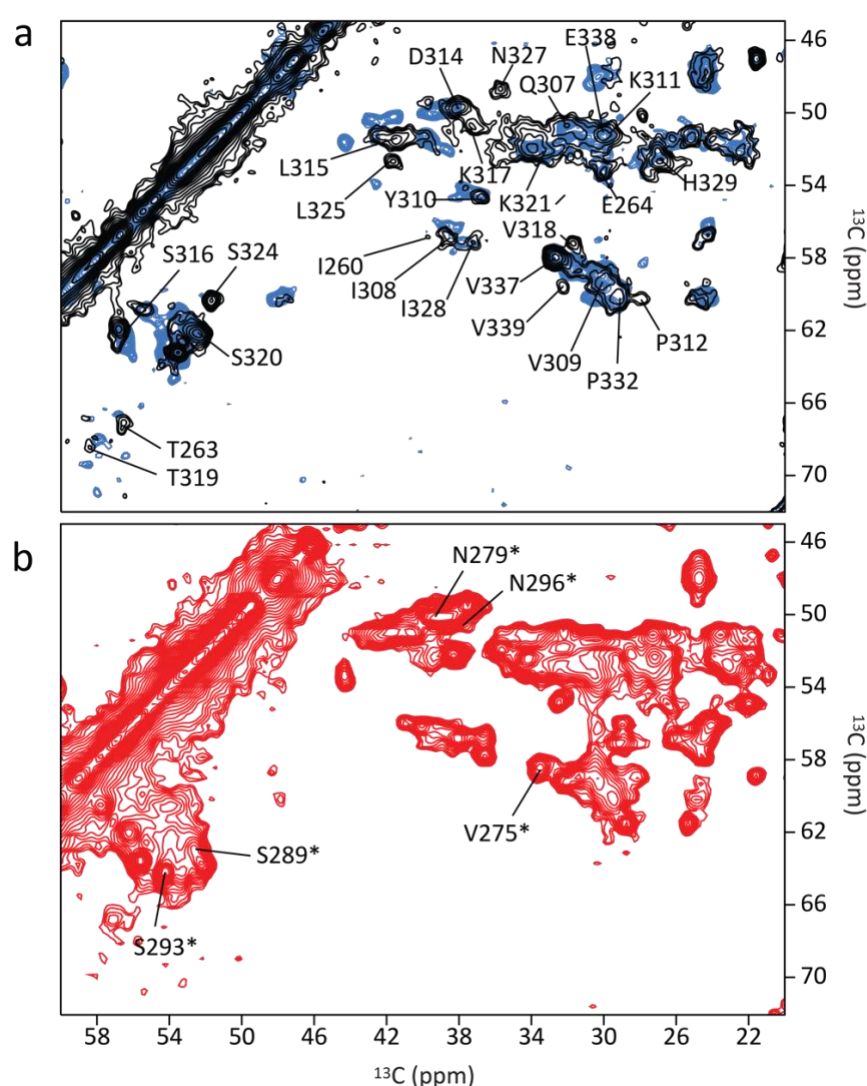 a
46
50
54
58
62
66
70
¹³C (ppm)
D314
N327
E338
Q307
K311
L315
K317
H329
L325
Y310
K321
E264
V318
I260
I308
I328
V337
V339
V309
P312
P332
S316
S324
S320
T263
T319
b
46
50
54
58
62
66
70
¹³C (ppm)
N279*
N296*
V275*
S289*
S293*
58 54 50 46 42 38 34 30 26 22
¹³C (ppm)